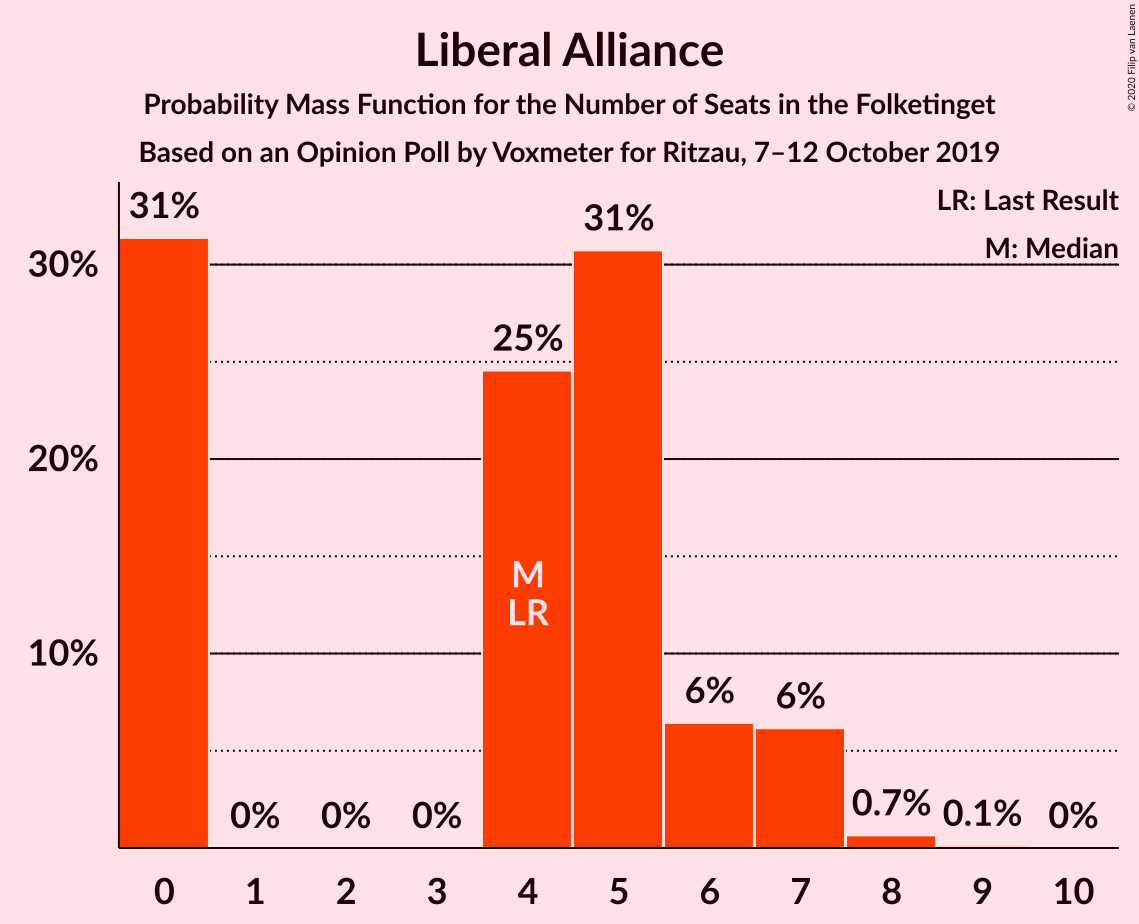 Liberal Alliance
Probability Mass Function for the Number of Seats in the Folketinget
Based on an Opinion Poll by Voxmeter for Ritzau, 7–12 October 2019
© 2020 Filip van Laenen
LR: Last Result
M: Median
31%
0%
0%
0%
25%
31%
6%
6%
0.7%
0.1%
0%
M
LR
30%
20%
10%
0 1 2 3 4 5 6 7 8 9 10